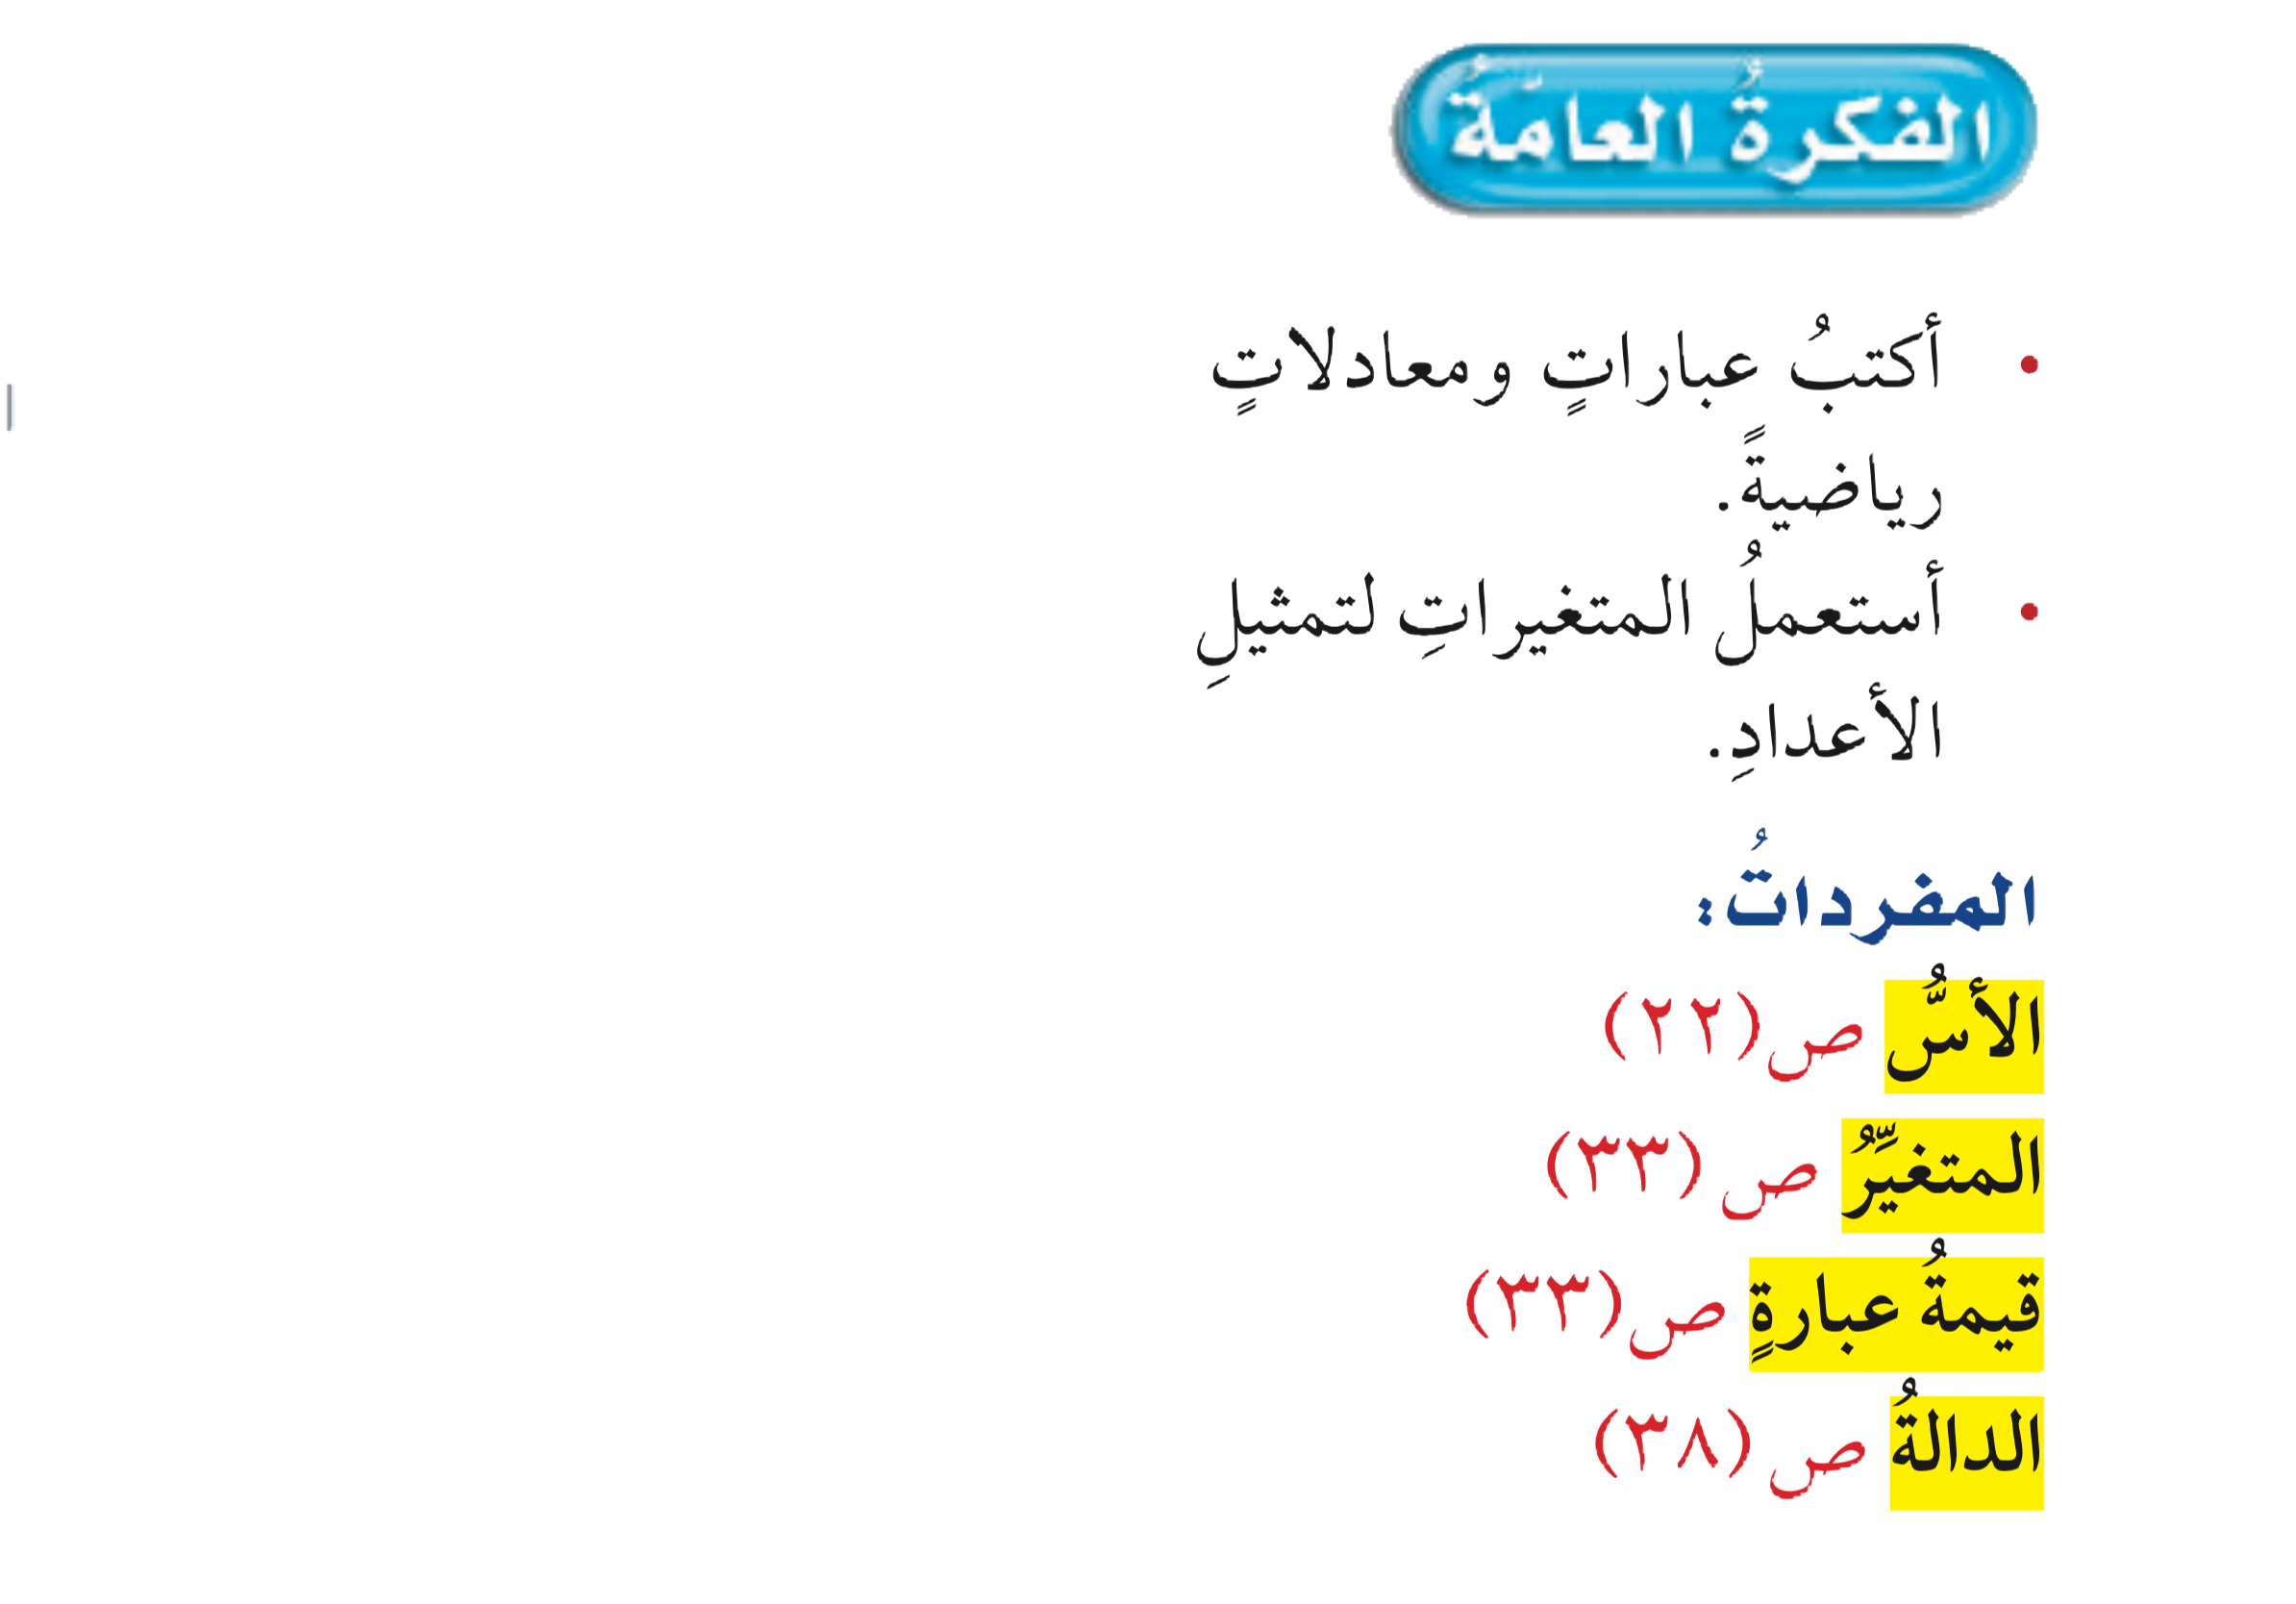 الفكرةُ العامّةُ
• أكتبُ عباراتٍ ومعادلاتٍ
رياضيةً.
• أستعملُ المتغيراتِ لتمثيلِ
الأعدادِ.
المفرداتُ:
الأسُّ ص(٢٢)
المتغيِّرُ ص (٣٣)
قيمةُ عبارةٍ ص(٣٣)
الدالةُ ص(٣٨)